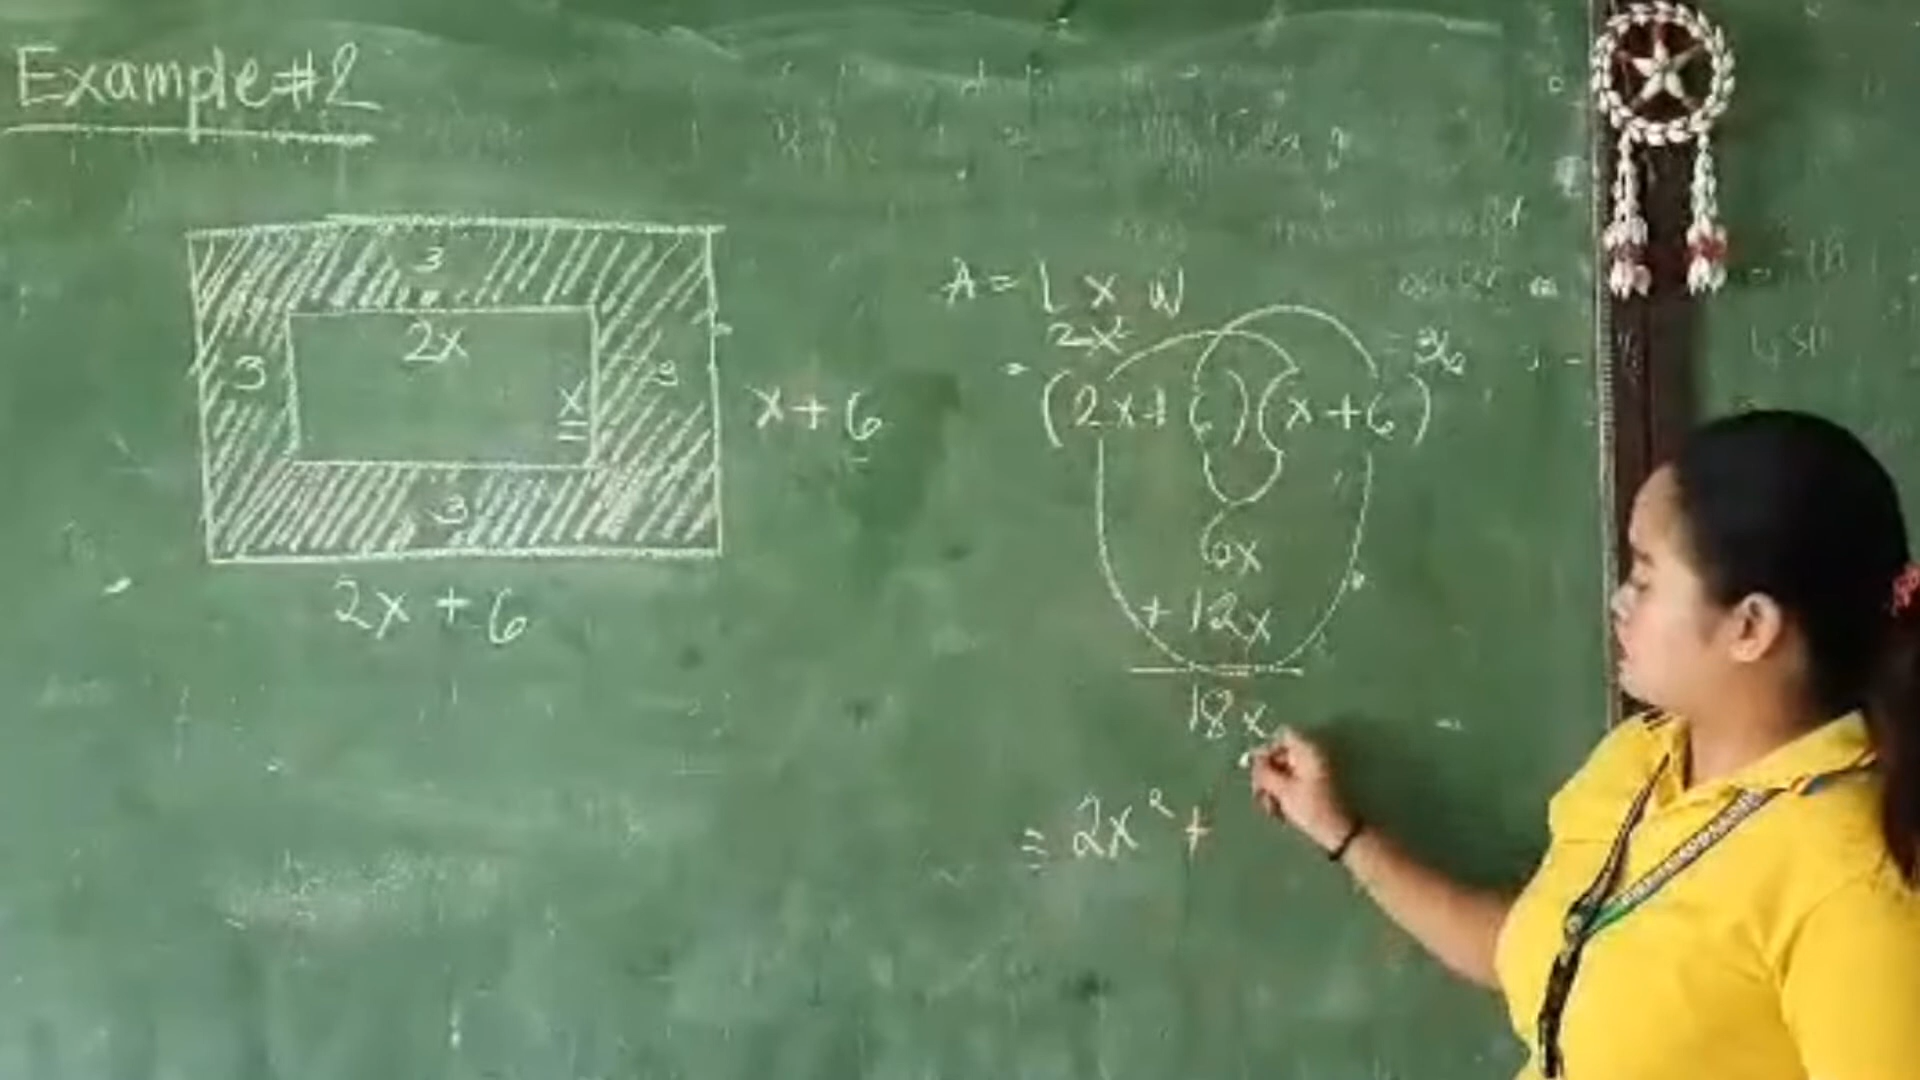 Example #2
3
2x
3
x
3
3
x + 6
2x + 6
A = L x W
2x² 36
= (2x + 6)(x + 6)
6x
+ 12x
18x
= 2x² +